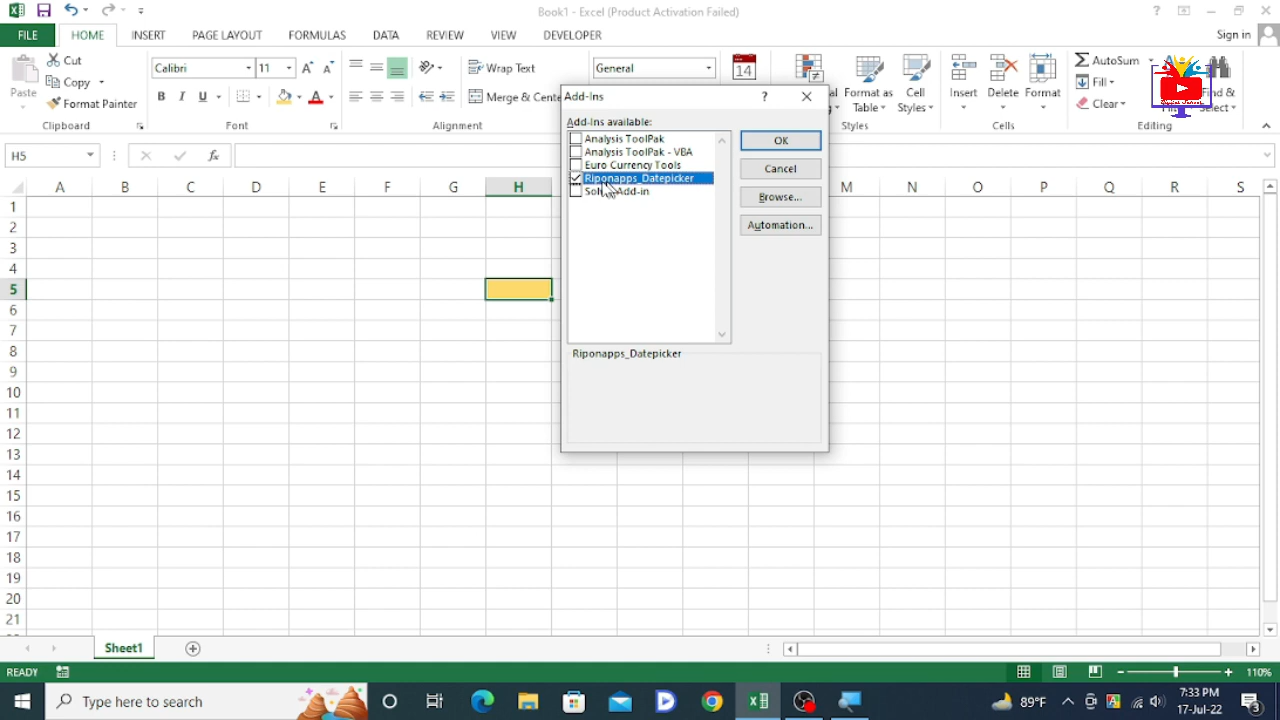 Book1 - Excel (Product Activation Failed)
FILE HOME INSERT PAGE LAYOUT FORMULAS DATA REVIEW VIEW DEVELOPER Sign in
Cut
Copy
Format Painter
Paste
Calibri 11
B I U
Wrap Text
Merge & Cente
General
14
Format as Table
Cell Styles
Insert Delete Format
AutoSum
Fill
Clear
Find & Select
Clipboard Font Alignment Styles Cells Editing
H5 fx
A B C D E F G H M N O P Q R S
1
2
3
4
5
6
7
8
9
10
11
12
13
14
15
16
17
18
19
20
21
Add-Ins ?
Add-Ins available:
Analysis ToolPak
Analysis ToolPak - VBA
Euro Currency Tools
Riponapps_Datepicker
Add-in
OK
Cancel
Browse...
Automation...
Riponapps_Datepicker
Sheet1
READY 110%
Type here to search
89°F
7:33 PM
17-Jul-22
3